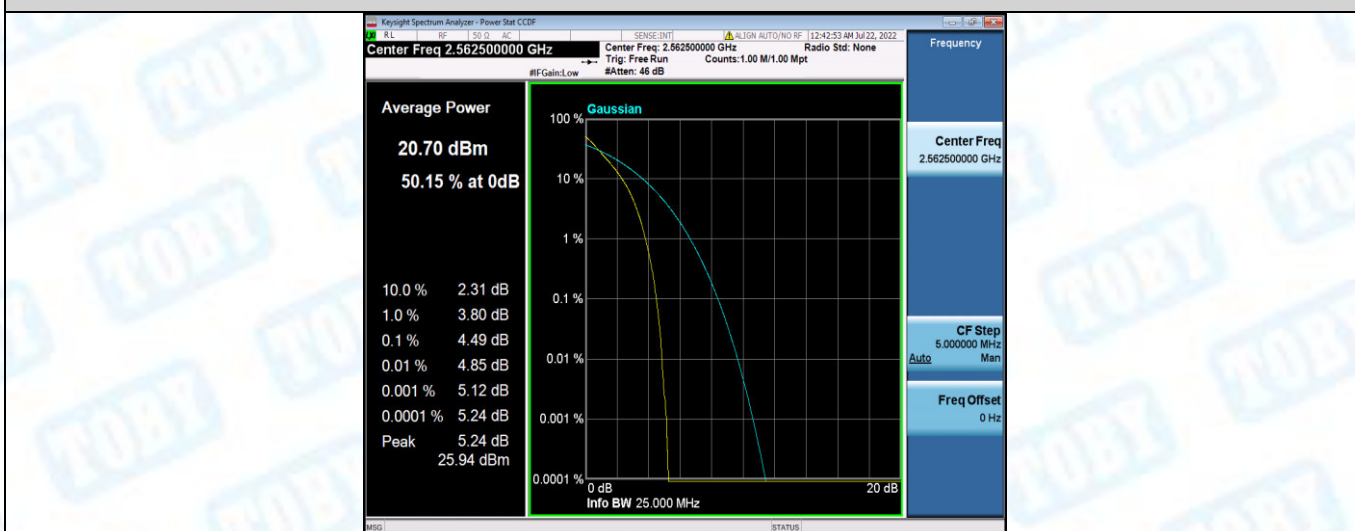 Keysight Spectrum Analyzer - Power Stat CCDF
RL RF 50 Ω AC SENSE:INT ALIGN AUTO/NO RF 12:42:53 AM Jul 22, 2022
Center Freq 2.562500000 GHz
Center Freq: 2.562500000 GHz Radio Std: None
Trig: Free Run Counts:1.00 M/1.00 Mpt
#IFGain:Low #Atten: 46 dB
Frequency
Average Power
20.70 dBm
50.15 % at 0dB
10.0 % 2.31 dB
1.0 % 3.80 dB
0.1 % 4.49 dB
0.01 % 4.85 dB
0.001 % 5.12 dB
0.0001 % 5.24 dB
Peak 5.24 dB
25.94 dBm
Gaussian
100 %
10 %
1 %
0.1 %
0.01 %
0.001 %
0.0001 %
0 dB 20 dB
Info BW 25.000 MHz
Center Freq
2.562500000 GHz
CF Step
5.000000 MHz
Auto Man
Freq Offset
0 Hz
MSG STATUS
TOBY
TOBY
TOBY
TOBY
TOBY
TOBY